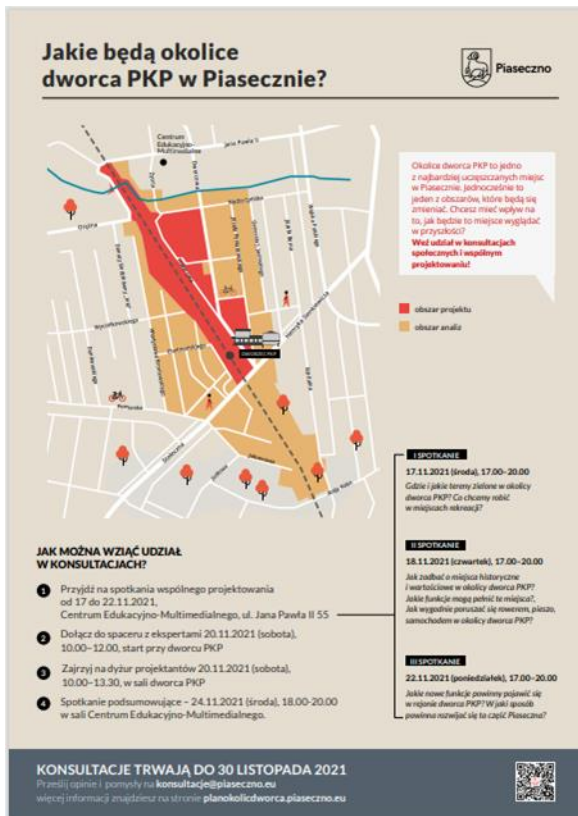 Jakie będą okolice
dworca PKP w Piasecznie?
Piaseczno
Centrum
Edukacyjno-
Multimedialne
Jana Pawła II
Okolice dworca PKP to jedno
z najbardziej uczęszczanych miejsc
w Piasecznie. Jednocześnie to
jeden z obszarów, które będą się
zmieniać. Chcesz mieć wpływ na
to, jak będzie to miejsce wyglądać
w przyszłości?
Weź udział w konsultacjach
społecznych i wspólnym
projektowaniu!
obszar projektu
obszar analiz
Dworcowa
Żytnia
Henryka Sienkiewicza
DWORZEC PKP
Pomorska
I SPOTKANIE
17.11.2021 (środa), 17.00–20.00
Gdzie i jakie tereny zielone w okolicy
dworca PKP? Co chcemy robić
w miejscach rekreacji?
II SPOTKANIE
18.11.2021 (czwartek), 17.00–20.00
Jak zadbać o miejsca historyczne
i wartościowe w okolicy dworca PKP?
Jakie funkcje mogą pełnić te miejsca?,
Jak wygodnie poruszać się rowerem, pieszo,
samochodem w okolicy dworca PKP?
III SPOTKANIE
22.11.2021 (poniedziałek), 17.00–20.00
Jakie nowe funkcje powinny pojawić się
w rejonie dworca PKP? W jaki sposób
powinna rozwijać się ta część Piaseczna?
JAK MOŻNA WZIĄĆ UDZIAŁ
W KONSULTACJACH?
1 Przyjdź na spotkania wspólnego projektowania
od 17 do 22.11.2021,
Centrum Edukacyjno-Multimedialnego, ul. Jana Pawła II 55
2 Dołącz do spaceru z ekspertami 20.11.2021 (sobota),
10.00–12.00, start przy dworcu PKP
3 Zajrzyj na dyżur projektantów 20.11.2021 (sobota),
10.00–13.30, w sali dworca PKP
4 Spotkanie podsumowujące – 24.11.2021 (środa), 18.00-20.00
w sali Centrum Edukacyjno-Multimedialnego.
KONSULTACJE TRWAJĄ DO 30 LISTOPADA 2021
Prześlij opinie i pomysły na konsultacje@piaseczno.eu
więcej informacji znajdziesz na stronie planokolicdworca.piaseczno.eu